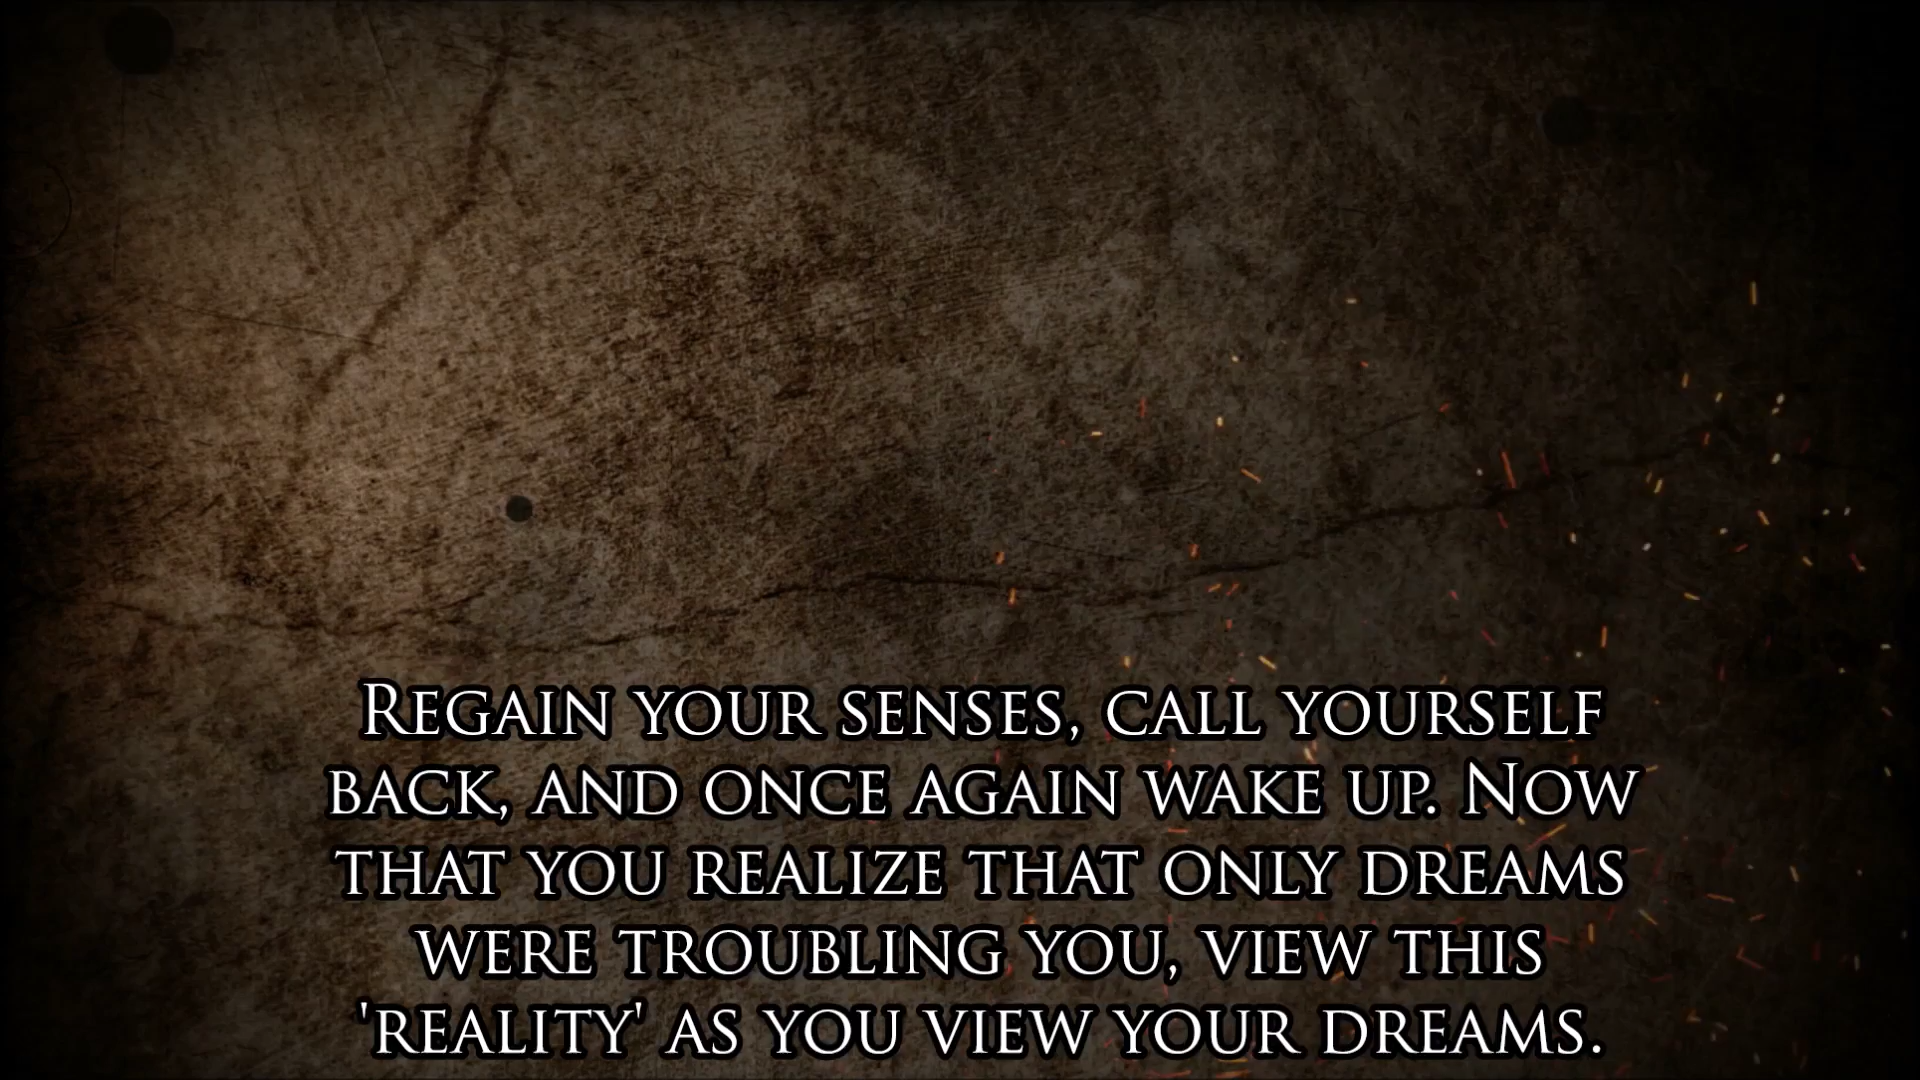 Regain your senses, call yourself
back, and once again wake up. Now
that you realize that only dreams
were troubling you, view this
'reality' as you view your dreams.